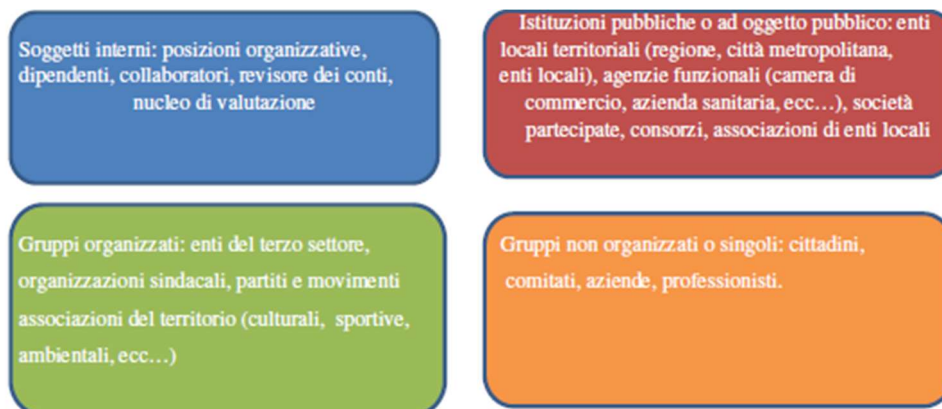 Soggetti interni: posizioni organizzative,
dipendenti, collaboratori, revisore dei conti,
nucleo di valutazione
Istituzioni pubbliche o ad oggetto pubblico: enti
locali territoriali (regione, città metropolitana,
enti locali), agenzie funzionali (camera di
commercio, azienda sanitaria, ecc…), società
partecipate, consorzi, associazioni di enti locali
Gruppi organizzati: enti del terzo settore,
organizzazioni sindacali, partiti e movimenti
associazioni del territorio (culturali, sportive,
ambientali, ecc…)
Gruppi non organizzati o singoli: cittadini,
comitati, aziende, professionisti.